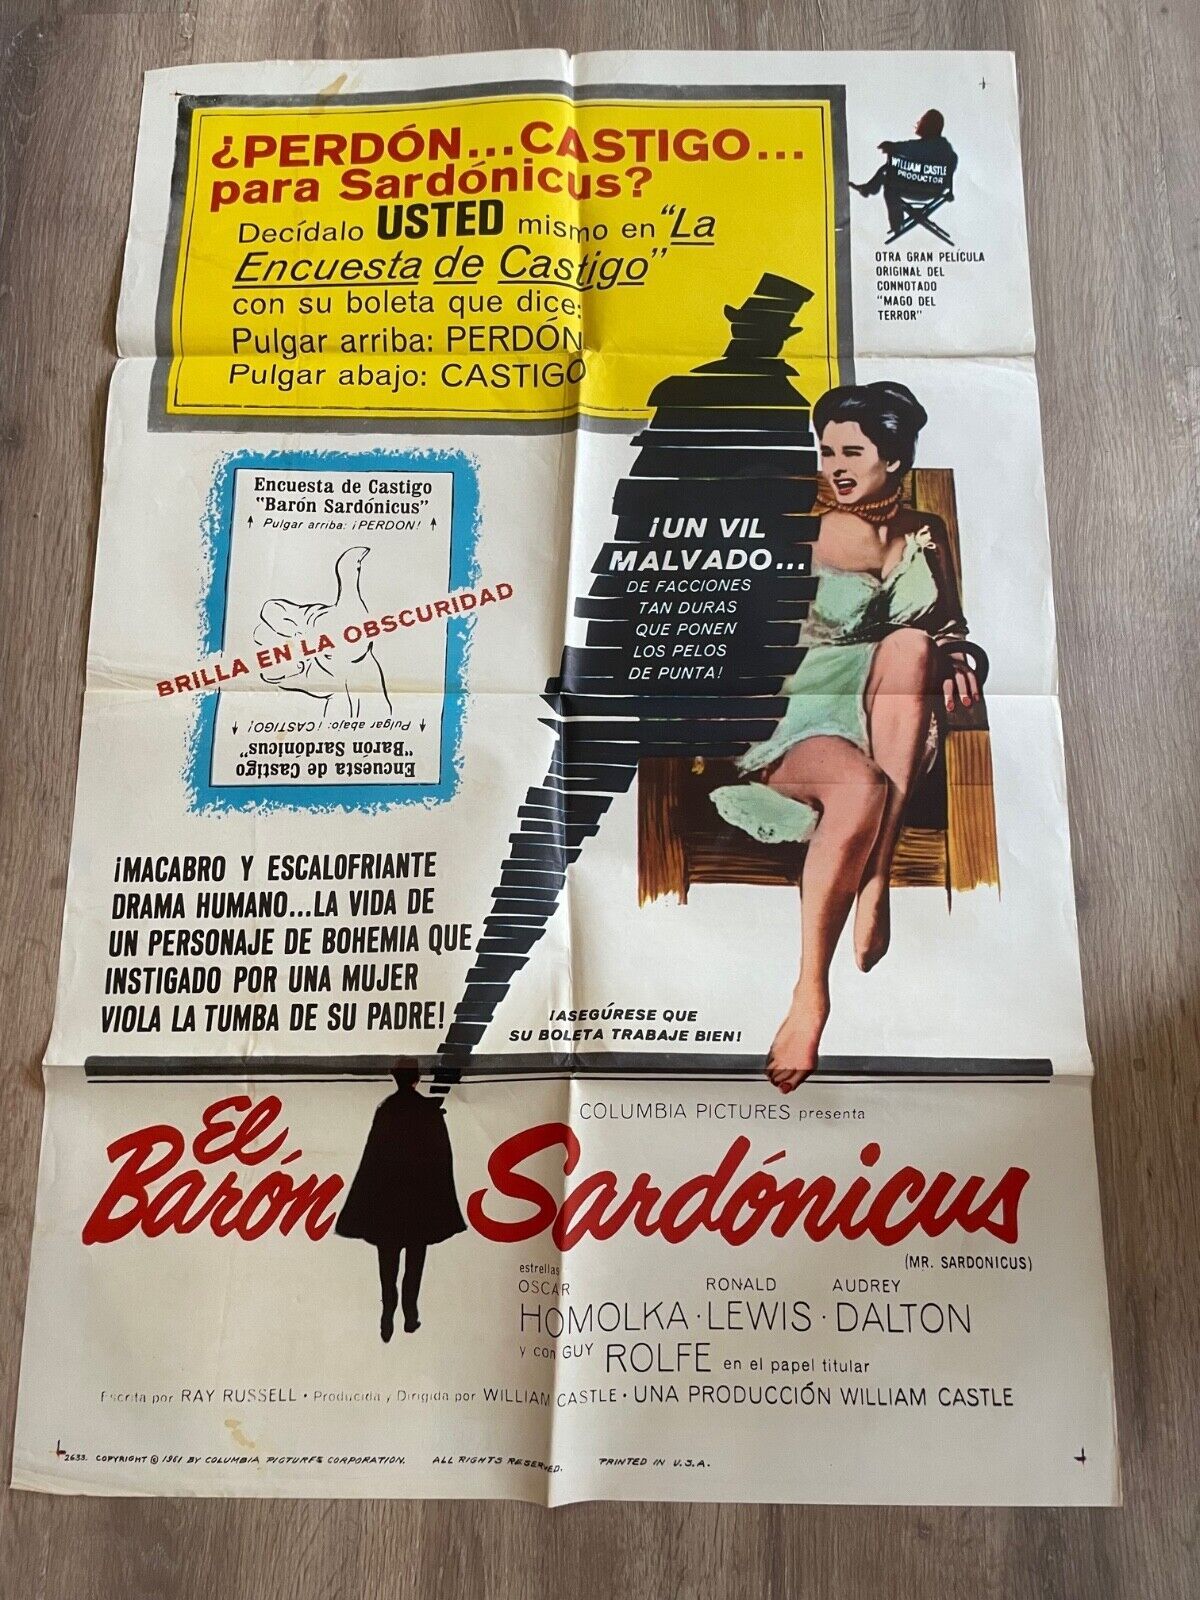 ¿PERDÓN...CASTIGO...
para Sardónicus?
Decídalo USTED mismo en "La
Encuesta de Castigo"
con su boleta que dice:
Pulgar arriba: PERDÓN
Pulgar abajo: CASTIGO
WILLIAM CASTLE
PRODUCTOR
OTRA GRAN PELÍCULA
ORIGINAL DEL
CONNOTADO
"MAGO DEL
TERROR"
Encuesta de Castigo
"Barón Sardónicus"
↑ Pulgar arriba: ¡PERDON! ↑
BRILLA EN LA OBSCURIDAD
↑ Pulgar abajo: ¡CASTIGO! ↑
"Barón Sardónicus"
Encuesta de Castigo
¡UN VIL
MALVADO...
DE FACCIONES
TAN DURAS
QUE PONEN
LOS PELOS
DE PUNTA!
¡MACABRO Y ESCALOFRIANTE
DRAMA HUMANO...LA VIDA DE
UN PERSONAJE DE BOHEMIA QUE
INSTIGADO POR UNA MUJER
VIOLA LA TUMBA DE SU PADRE!
¡ASEGÚRESE QUE
SU BOLETA TRABAJE BIEN!
COLUMBIA PICTURES presenta
El
Barón Sardónicus
(MR. SARDONICUS)
estrellas
OSCAR HOMOLKA · RONALD LEWIS · AUDREY DALTON
y con GUY ROLFE en el papel titular
Escrita por RAY RUSSELL · Producida y Dirigida por WILLIAM CASTLE · UNA PRODUCCIÓN WILLIAM CASTLE
2633. COPYRIGHT © 1961 BY COLUMBIA PICTURES CORPORATION. ALL RIGHTS RESERVED. PRINTED IN U.S.A.